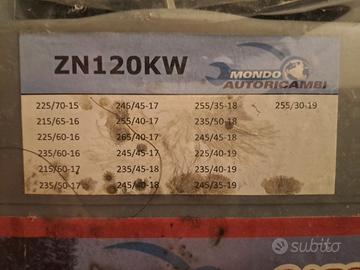 ZN120KW
MONDO
AUTORICAMBI
225/70-15 245/45-17 255/35-18 255/30-19
215/65-16 255/40-17 235/50-18
225/60-16 265/40-17 245/35-18
235/60-16 245/45-17 225/40-19
215/60-17 235/45-18 235/40-19
235/50-17 245/40-18 245/35-19
subito